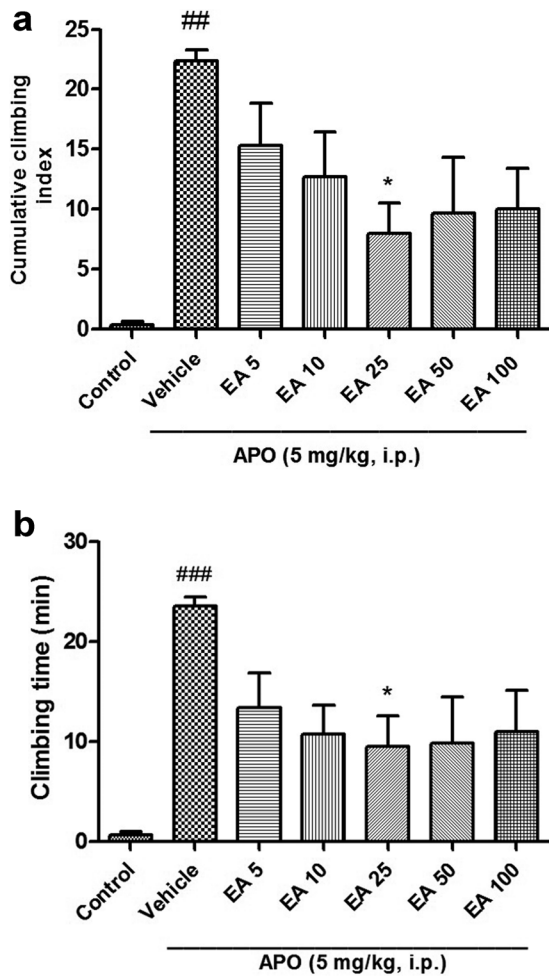 a
##
25
20
15
10
5
0
*
Cumulative climbing
index
Control
Vehicle
EA 5
EA 10
EA 25
EA 50
EA 100
APO (5 mg/kg, i.p.)
b
###
30
20
10
0
*
Climbing time (min)
Control
Vehicle
EA 5
EA 10
EA 25
EA 50
EA 100
APO (5 mg/kg, i.p.)